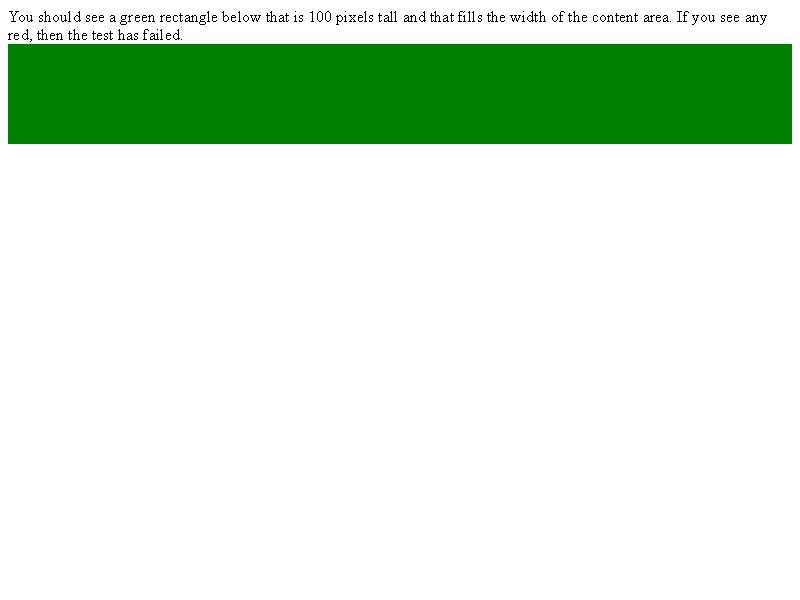 You should see a green rectangle below that is 100 pixels tall and that fills the width of the content area. If you see any
red, then the test has failed.